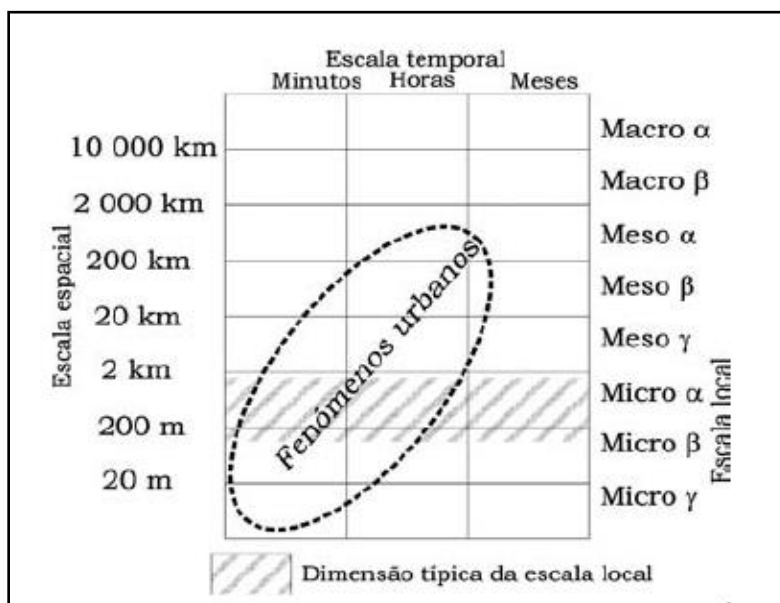 Escala temporal
Minutos Horas Meses
Macro α
10 000 km
Macro β
2 000 km
Meso α
200 km
Meso β
20 km
Meso γ
2 km
Micro α
200 m
Micro β
20 m
Micro γ
Escala espacial
Fenómenos urbanos
Escala local
Dimensão típica da escala local